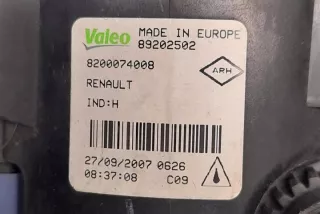 Valeo MADE IN EUROPE
89202502
8200074008
ARH
RENAULT
IND:H
27/09/2007 0626
08:37:08 C09